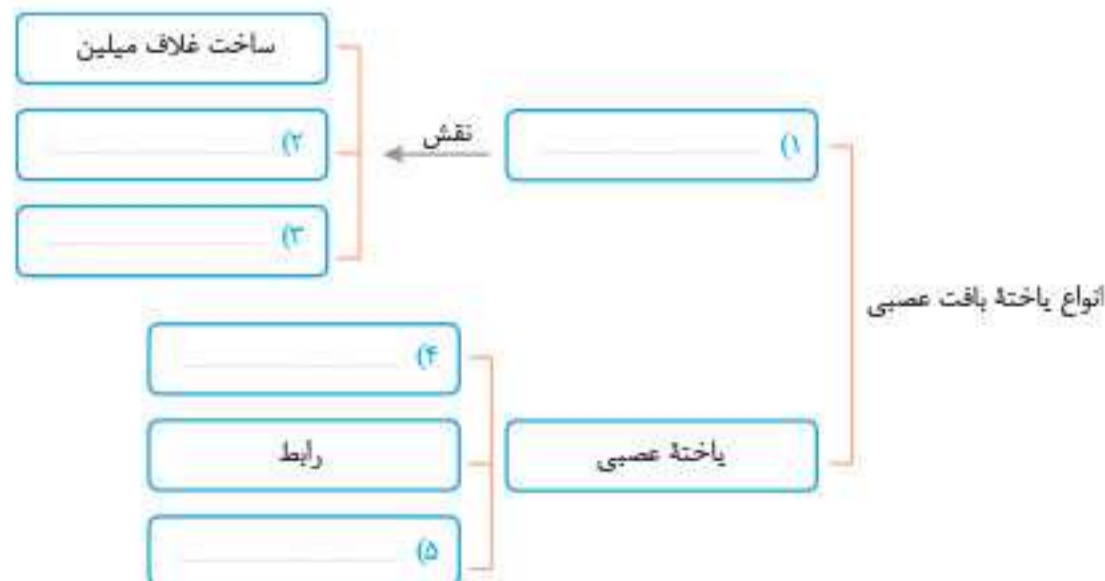 انواع یاختهٔ بافت عصبی
۱)
نقش
ساخت غلاف میلین
۲)
۳)
یاختهٔ عصبی
۴)
رابط
۵)